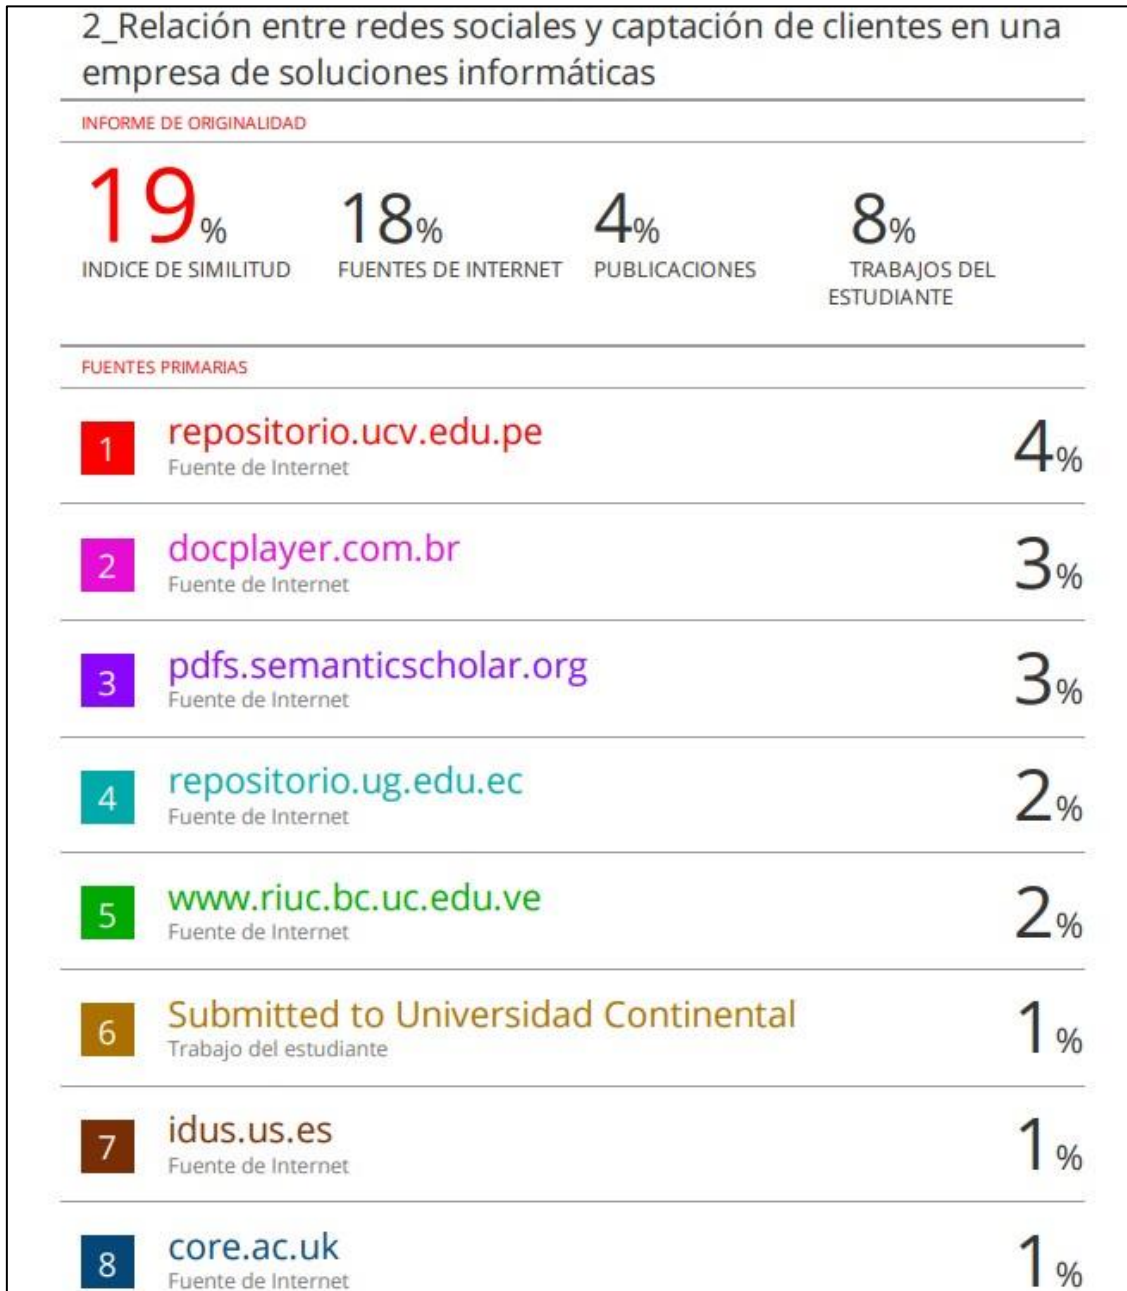 2_Relación entre redes sociales y captación de clientes en una
empresa de soluciones informáticas
INFORME DE ORIGINALIDAD
19%
INDICE DE SIMILITUD
18%
FUENTES DE INTERNET
4%
PUBLICACIONES
8%
TRABAJOS DEL
ESTUDIANTE
FUENTES PRIMARIAS
1
repositorio.ucv.edu.pe
Fuente de Internet
4%
2
docplayer.com.br
Fuente de Internet
3%
3
pdfs.semanticscholar.org
Fuente de Internet
3%
4
repositorio.ug.edu.ec
Fuente de Internet
2%
5
www.riuc.bc.uc.edu.ve
Fuente de Internet
2%
6
Submitted to Universidad Continental
Trabajo del estudiante
1%
7
idus.us.es
Fuente de Internet
1%
8
core.ac.uk
Fuente de Internet
1%